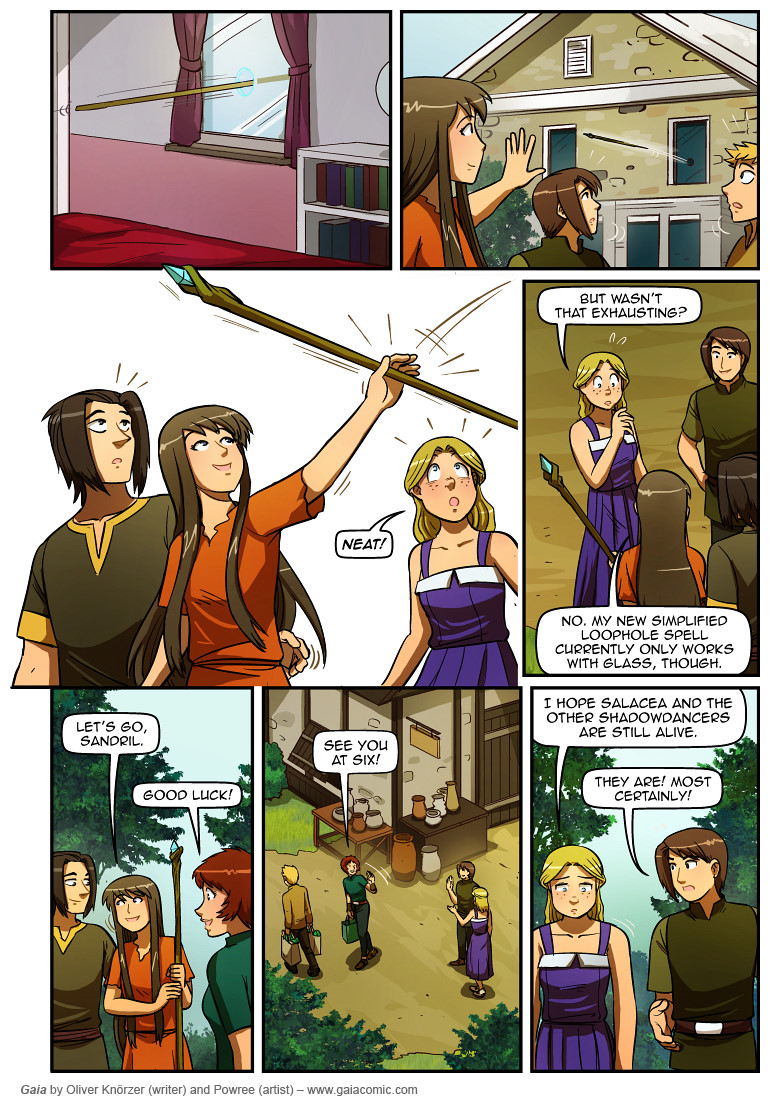 NEAT!
BUT WASN'T
THAT EXHAUSTING?
NO. MY NEW SIMPLIFIED
LOOPHOLE SPELL
CURRENTLY ONLY WORKS
WITH GLASS, THOUGH.
LET'S GO,
SANDRIL.
GOOD LUCK!
SEE YOU
AT SIX!
I HOPE SALACEA AND THE
OTHER SHADOWDANCERS
ARE STILL ALIVE.
THEY ARE! MOST
CERTAINLY!
Gaia by Oliver Knörzer (writer) and Powree (artist) – www.gaiacomic.com